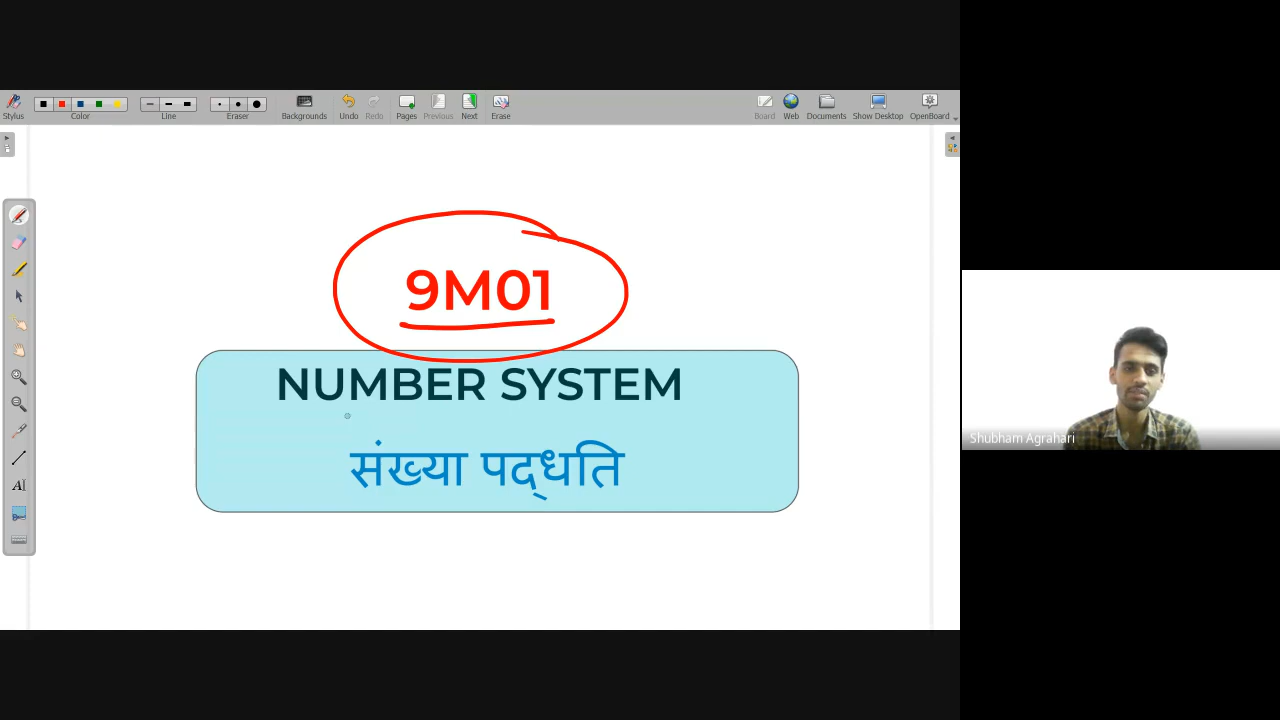 Stylus
Color
Line
Eraser
Backgrounds
Undo
Redo
Pages
Previous
Next
Erase
Board
Web
Documents
Show Desktop
OpenBoard
9M01
NUMBER SYSTEM
संख्या पद्धति
Shubham Agrahari